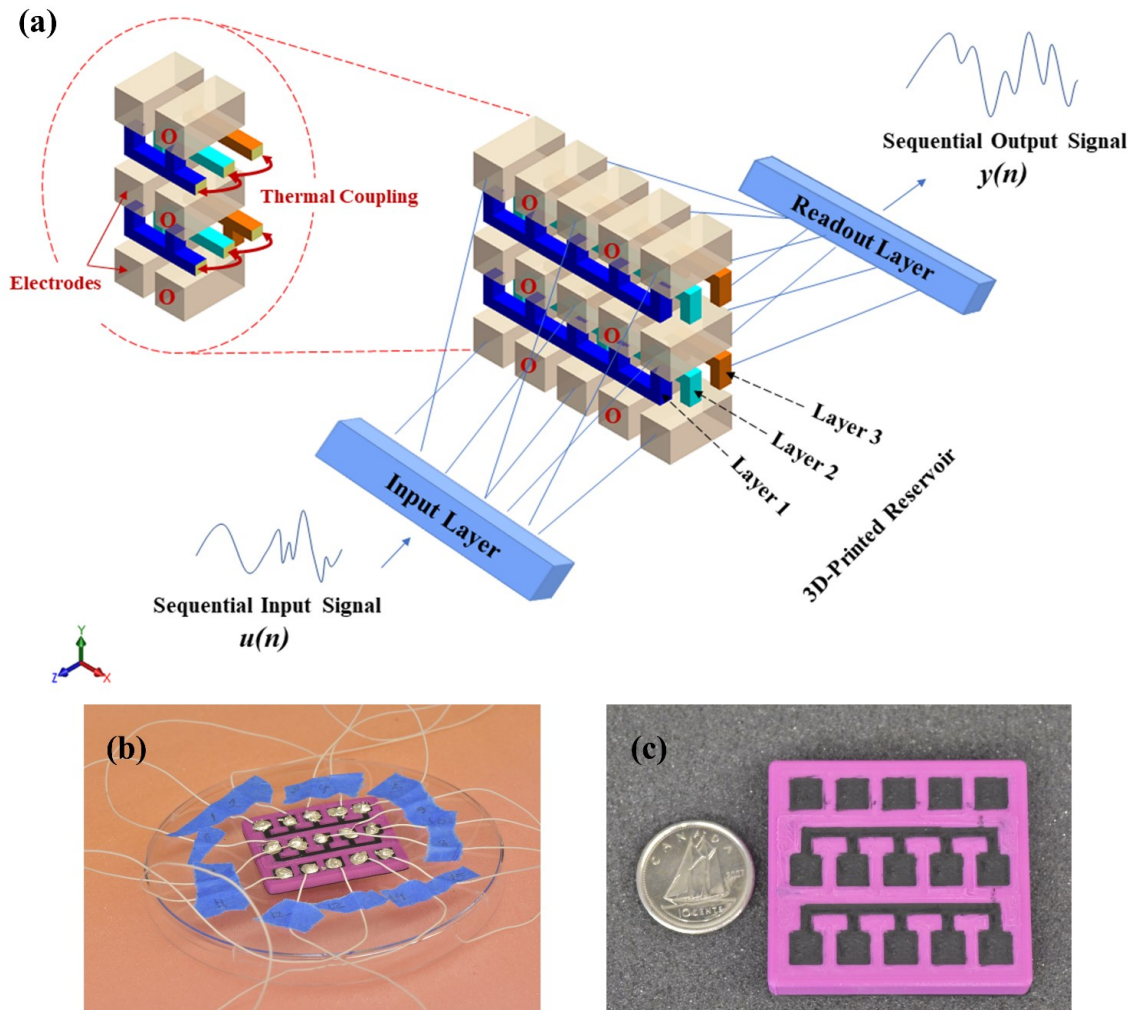 (a)
O
O
O
Thermal Coupling
Electrodes
O
O
O
O
O
O
Sequential Output Signal
y(n)
Readout Layer
Layer 3
Layer 2
Layer 1
3D-Printed Reservoir
Input Layer
Sequential Input Signal
u(n)
Y
Z
X
(b)
(c)
CANADA
2007
10 CENTS